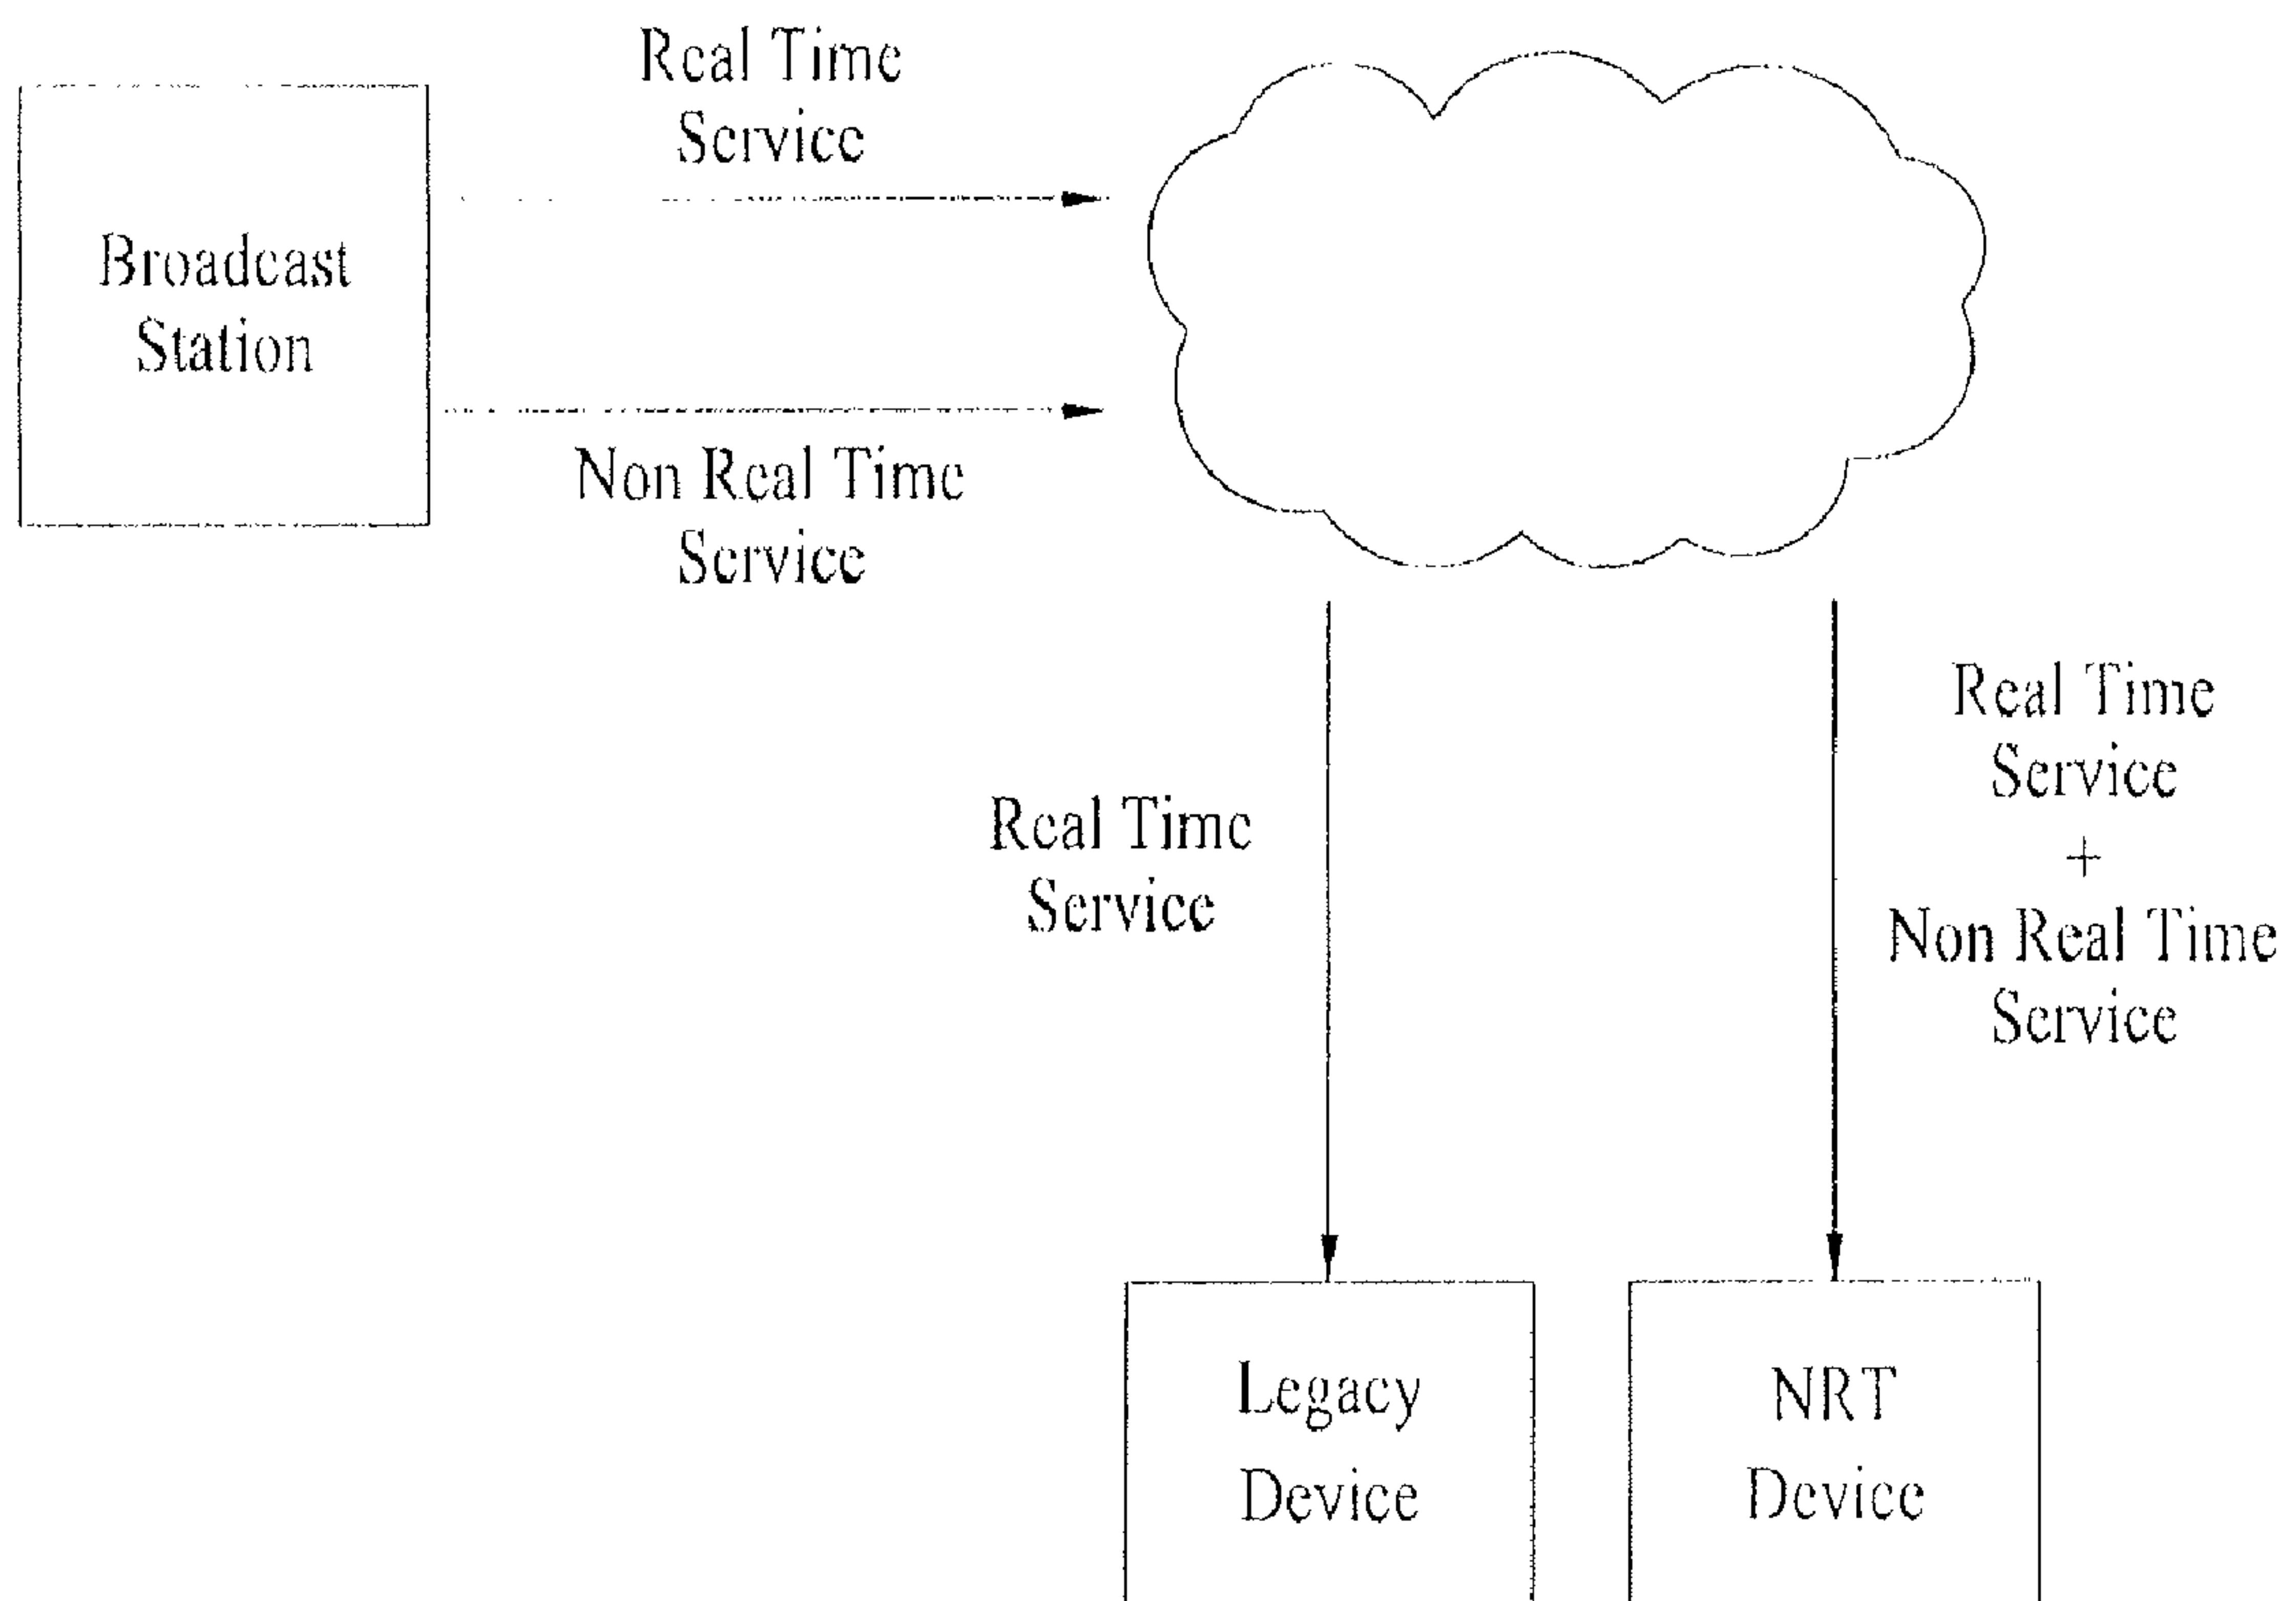 Real Time
Service
Broadcast
Station
Non Real Time
Service
Real Time
Service
Real Time
Service
+
Non Real Time
Service
Legacy
Device
NRT
Device